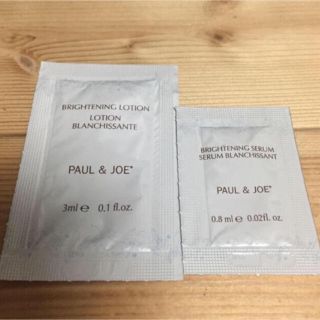 BRIGHTENING LOTION
LOTION
BLANCHISSANTE
PAUL & JOE
3ml e 0.1 fl.oz.
BRIGHTENING SERUM
SERUM BLANCHISSANT
PAUL & JOE
0.8 ml e 0.02fl. oz.